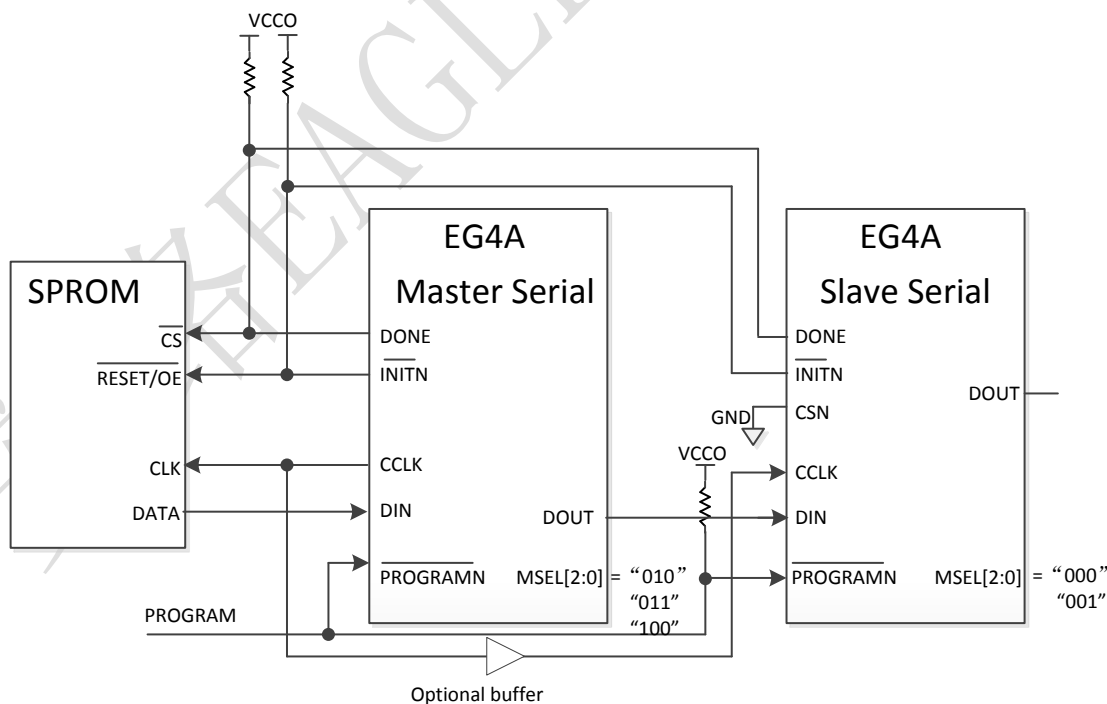 VCCO
EG4A
Master Serial
EG4A
Slave Serial
SPROM
CS
RESET/OE
CLK
DATA
DONE
INITN
CCLK
DIN
DOUT
PROGRAMN
MSEL[2:0] = “010”
“011”
“100”
DONE
INITN
GND
CSN
DOUT
VCCO
CCLK
DIN
PROGRAMN
MSEL[2:0] = “000”
“001”
PROGRAM
Optional buffer
EAGLE